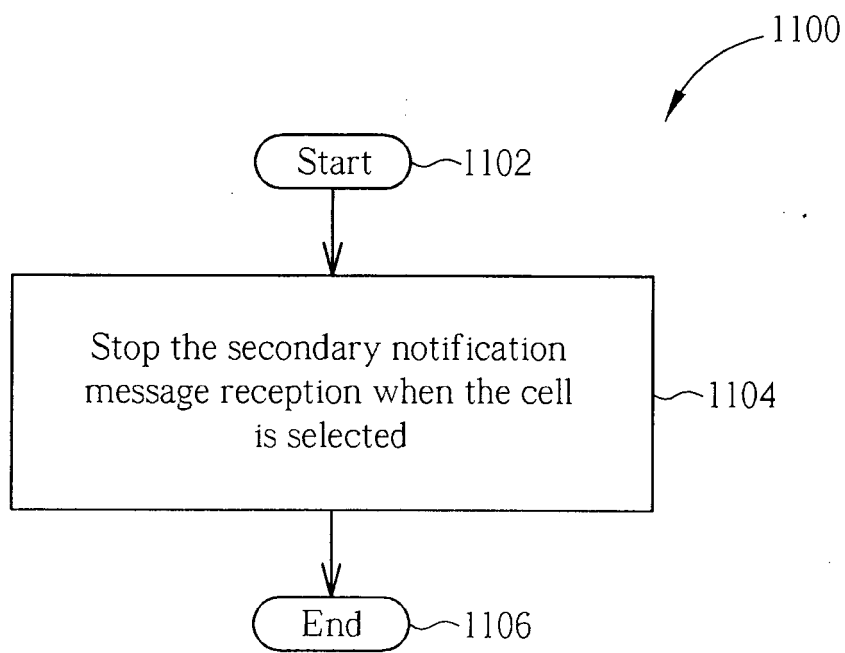 1100
Start
1102
Stop the secondary notification
message reception when the cell
is selected
1104
End
1106